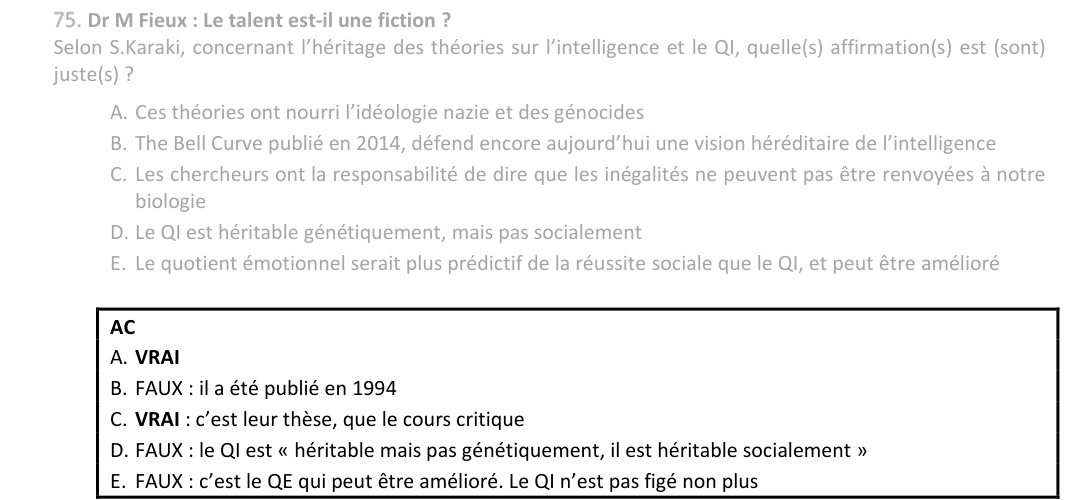 75. Dr M Fieux : Le talent est-il une fiction ?
Selon S.Karaki, concernant l’héritage des théories sur l’intelligence et le QI, quelle(s) affirmation(s) est (sont)
juste(s) ?
A. Ces théories ont nourri l’idéologie nazie et des génocides
B. The Bell Curve publié en 2014, défend encore aujourd’hui une vision héréditaire de l’intelligence
C. Les chercheurs ont la responsabilité de dire que les inégalités ne peuvent pas être renvoyées à notre
biologie
D. Le QI est héritable génétiquement, mais pas socialement
E. Le quotient émotionnel serait plus prédictif de la réussite sociale que le QI, et peut être amélioré
AC
A. VRAI
B. FAUX : il a été publié en 1994
C. VRAI : c’est leur thèse, que le cours critique
D. FAUX : le QI est « héritable mais pas génétiquement, il est héritable socialement »
E. FAUX : c’est le QE qui peut être amélioré. Le QI n’est pas figé non plus